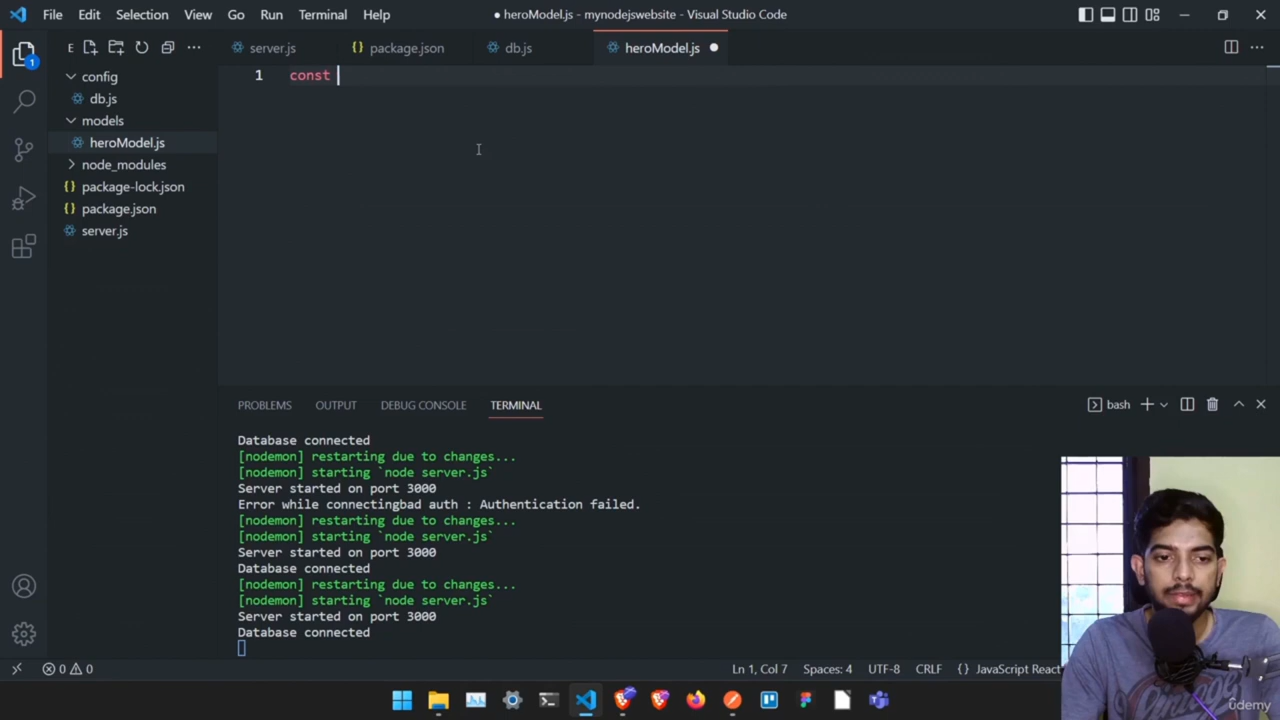 File Edit Selection View Go Run Terminal Help
● heroModel.js - mynodejswebsite - Visual Studio Code
E
server.js
package.json
db.js
heroModel.js
config
db.js
models
heroModel.js
node_modules
package-lock.json
package.json
server.js
1
1 const
PROBLEMS OUTPUT DEBUG CONSOLE TERMINAL
bash
Database connected
[nodemon] restarting due to changes...
[nodemon] starting `node server.js`
Server started on port 3000
Error while connectingbad auth : Authentication failed.
[nodemon] restarting due to changes...
[nodemon] starting `node server.js`
Server started on port 3000
Database connected
[nodemon] restarting due to changes...
[nodemon] starting `node server.js`
Server started on port 3000
Database connected
0 0
Ln 1, Col 7 Spaces: 4 UTF-8 CRLF {} JavaScript React
ûdemy